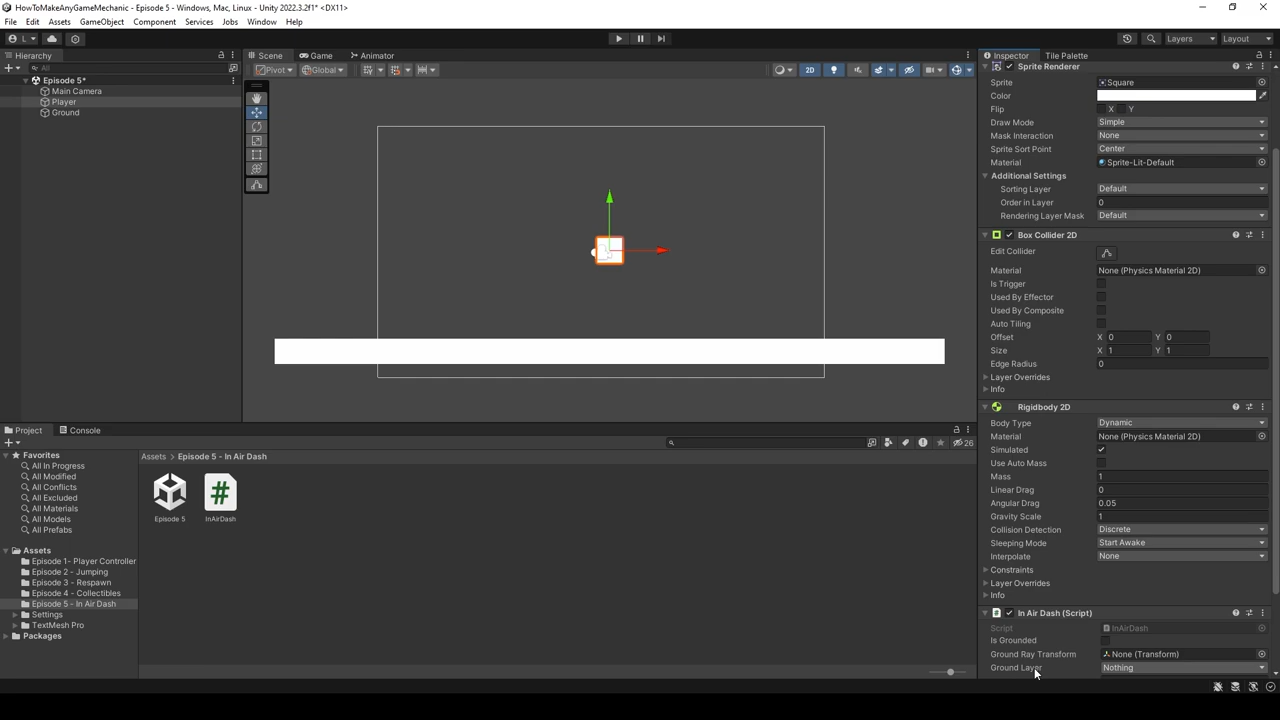 HowToMakeAnyGameMechanic - Episode 5 - Windows, Mac, Linux - Unity 2022.3.2f1* <DX11>
File Edit Assets GameObject Component Services Jobs Window Help
L Layers Layout
Hierarchy Scene Game Animator Inspector Tile Palette
All Pivot Global 2D
Episode 5*
Main Camera
Player
Ground
Sprite Renderer
Sprite Square
Color
Flip X Y
Draw Mode Simple
Mask Interaction None
Sprite Sort Point Center
Material Sprite-Lit-Default
Additional Settings
Sorting Layer Default
Order in Layer 0
Rendering Layer Mask Default
Box Collider 2D
Edit Collider
Material None (Physics Material 2D)
Is Trigger
Used By Effector
Used By Composite
Auto Tiling
Offset X 0 Y 0
Size X 1 Y 1
Edge Radius 0
Layer Overrides
Info
Rigidbody 2D
Body Type Dynamic
Material None (Physics Material 2D)
Simulated
Use Auto Mass
Mass 1
Linear Drag 0
Angular Drag 0.05
Gravity Scale 1
Collision Detection Discrete
Sleeping Mode Start Awake
Interpolate None
Constraints
Layer Overrides
Info
In Air Dash (Script)
Script InAirDash
Is Grounded
Ground Ray Transform None (Transform)
Ground Layer Nothing
Project Console
26
Favorites
All In Progress
All Modified
All Conflicts
All Excluded
All Materials
All Models
All Prefabs
Assets
Episode 1- Player Controller
Episode 2 - Jumping
Episode 3 - Respawn
Episode 4 - Collectibles
Episode 5 - In Air Dash
Settings
TextMesh Pro
Packages
Assets > Episode 5 - In Air Dash
Episode 5 InAirDash